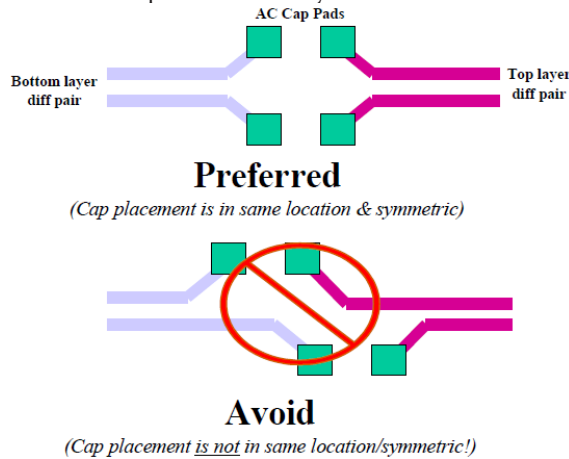 AC Cap Pads
Bottom layer
diff pair
Top layer
diff pair
Preferred
(Cap placement is in same location & symmetric)
Avoid
(Cap placement is not in same location/symmetric!)